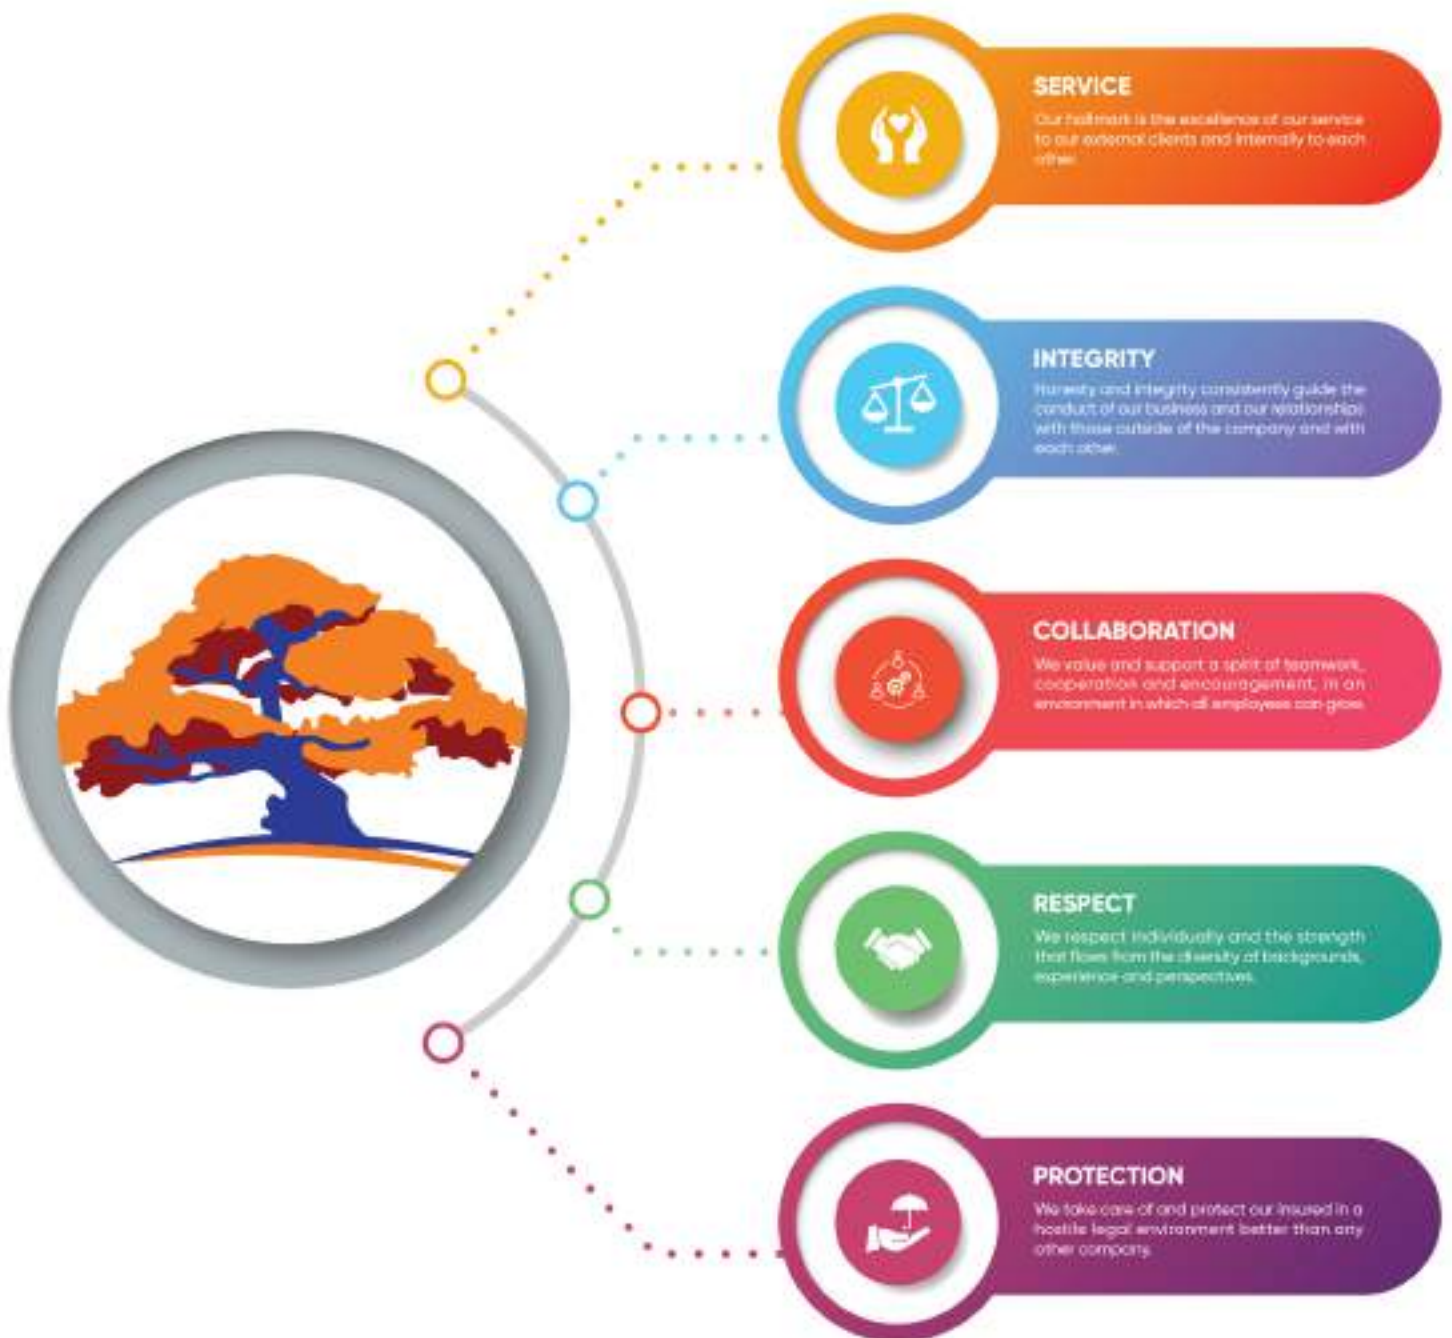 SERVICE
Our hallmark is the excellence of our service
to our external clients and internally to each
other.
INTEGRITY
Honesty and integrity consistently guide the
conduct of our business and our relationships
with those outside of the company and with
each other.
COLLABORATION
We value and support a spirit of teamwork,
cooperation and encouragement, in an
environment in which all employees can grow.
RESPECT
We respect individually and the strength
that flows from the diversity of backgrounds,
experience and perspectives.
PROTECTION
We take care of and protect our insured in a
hostile legal environment better than any
other company.